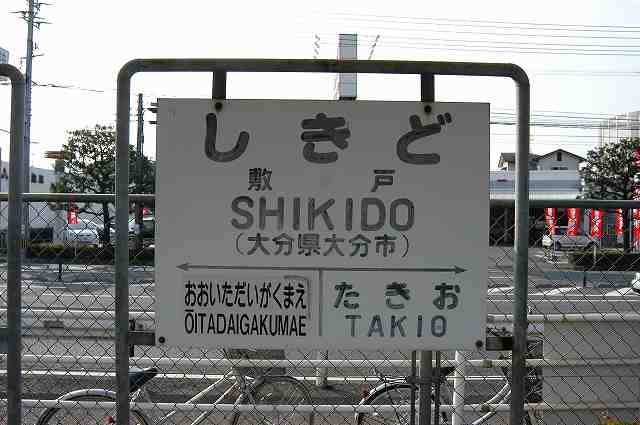 しきど
敷戸
SHIKIDO
(大分県大分市)
おおいただいがくまえ
ŌITADAIGAKUMAE
たきお
TAKIO